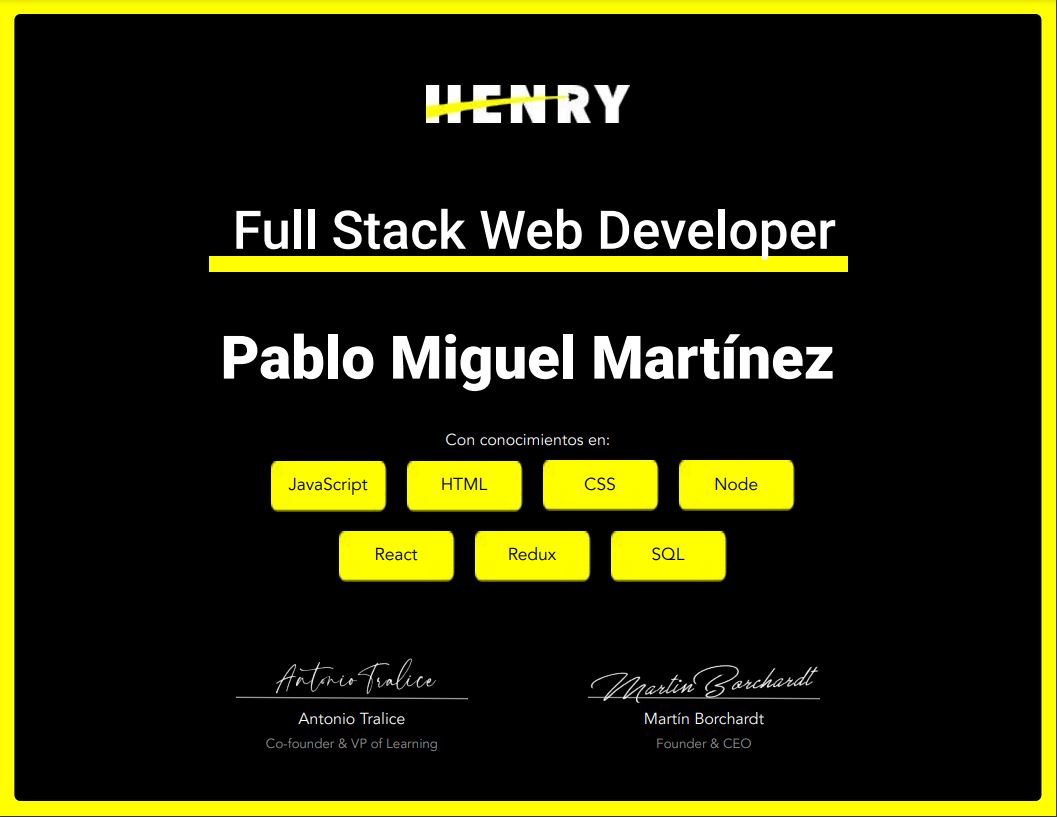 HENRY
Full Stack Web Developer
Pablo Miguel Martínez
Con conocimientos en:
JavaScript HTML CSS Node
React Redux SQL
Antonio Tralice Martin Borchardt
Antonio Tralice Martín Borchardt
Co-founder & VP of Learning Founder & CEO